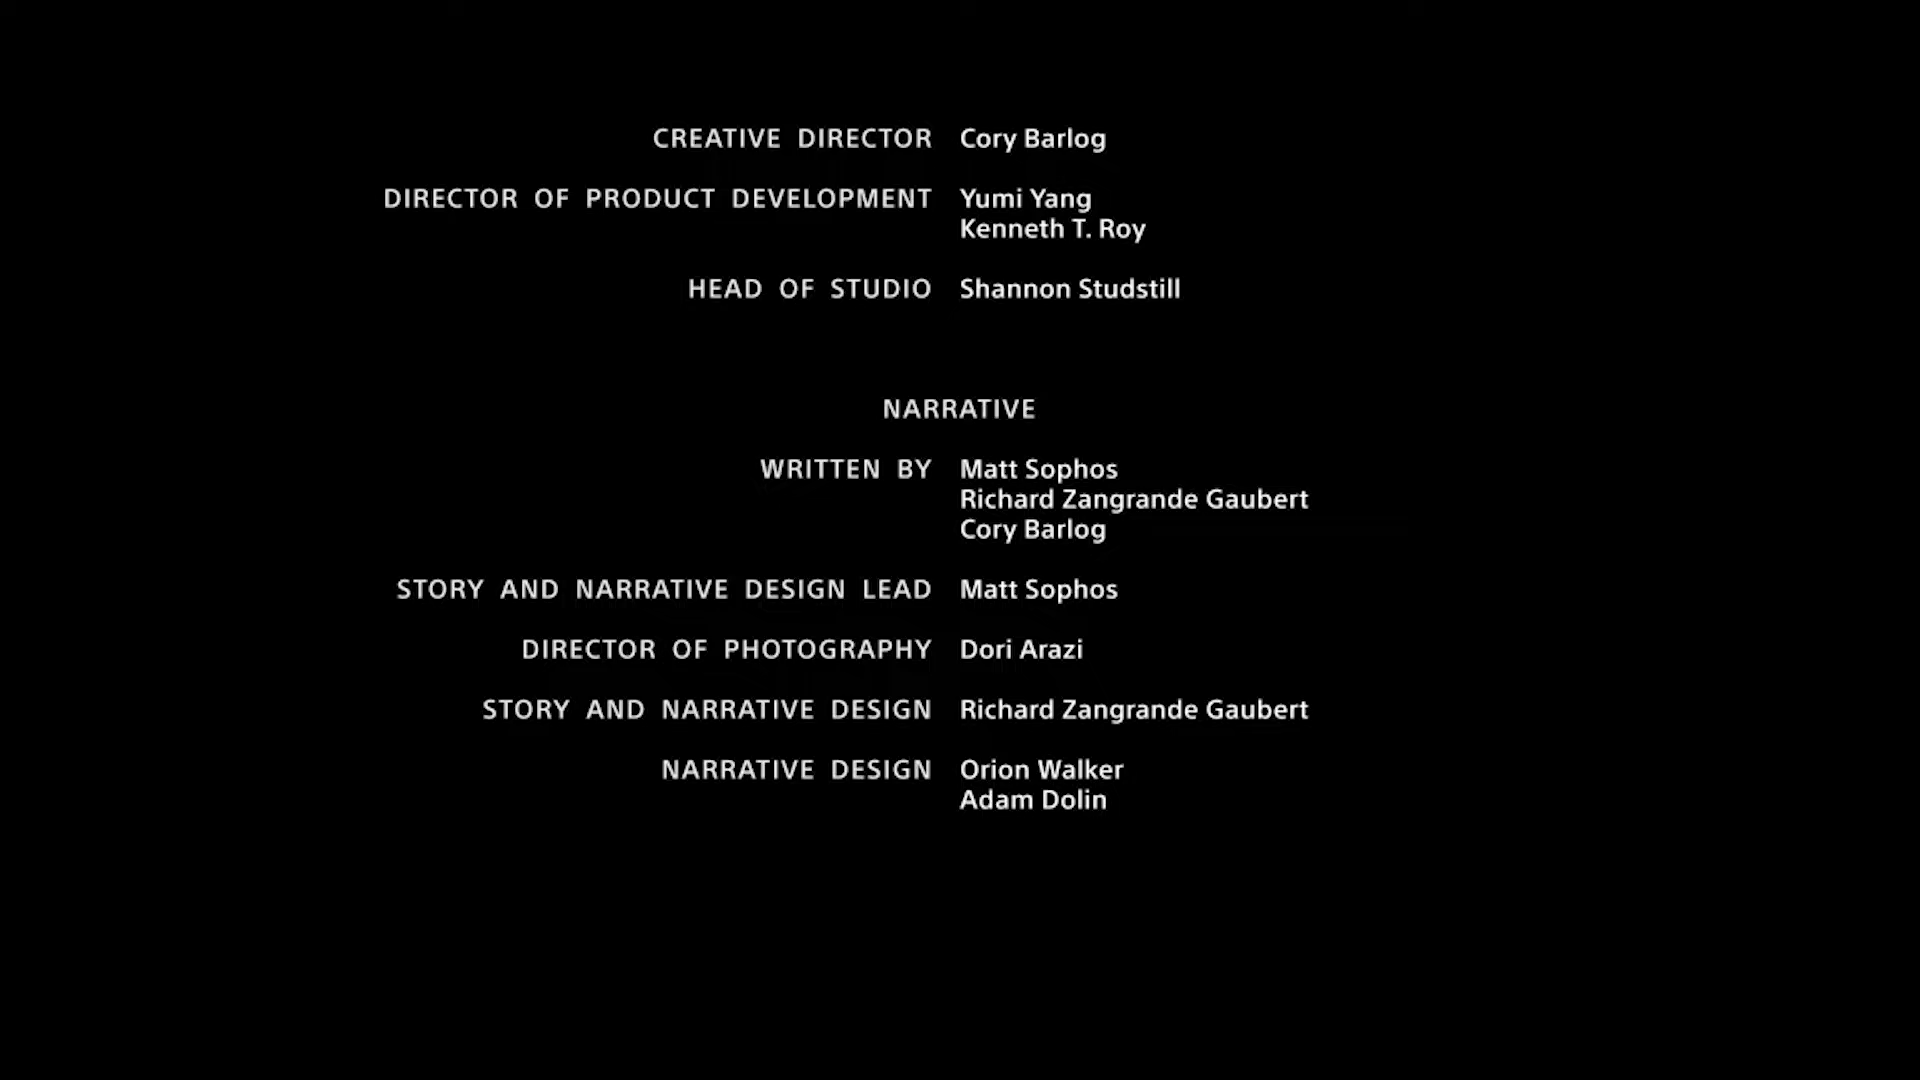 CREATIVE DIRECTOR Cory Barlog
DIRECTOR OF PRODUCT DEVELOPMENT Yumi Yang
Kenneth T. Roy
HEAD OF STUDIO Shannon Studstill
NARRATIVE
WRITTEN BY Matt Sophos
Richard Zangrande Gaubert
Cory Barlog
STORY AND NARRATIVE DESIGN LEAD Matt Sophos
DIRECTOR OF PHOTOGRAPHY Dori Arazi
STORY AND NARRATIVE DESIGN Richard Zangrande Gaubert
NARRATIVE DESIGN Orion Walker
Adam Dolin